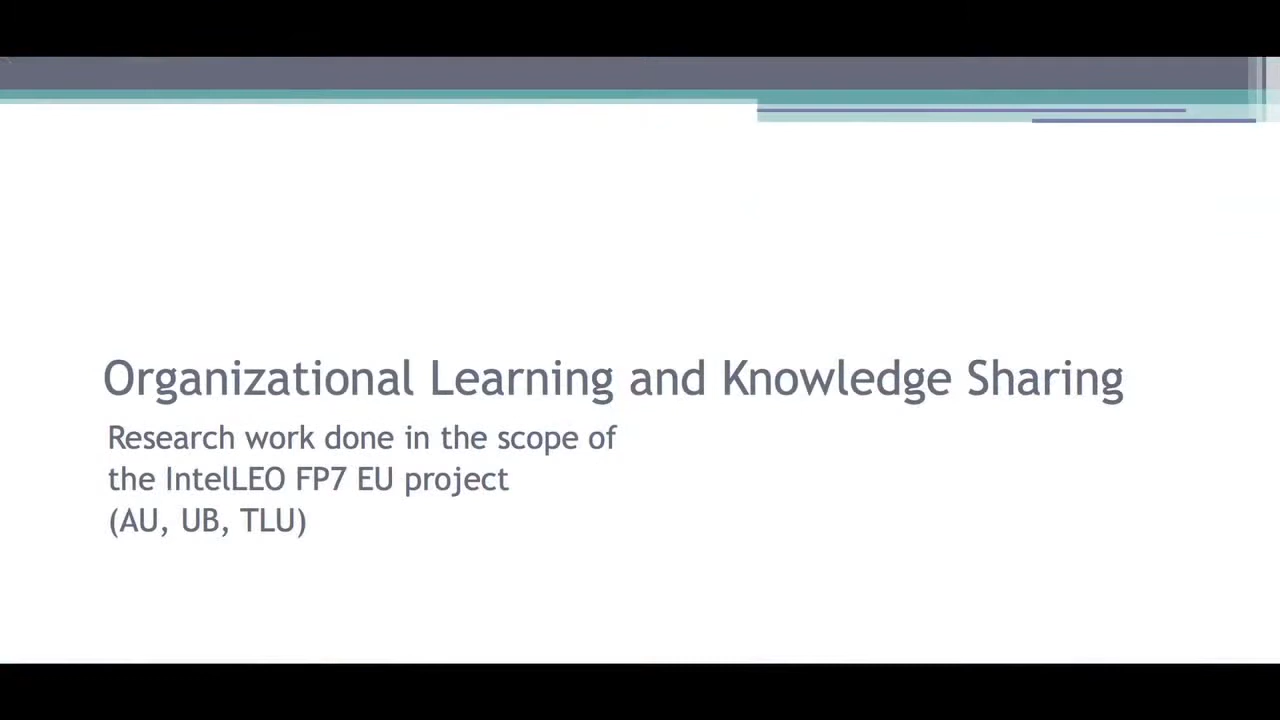 Organizational Learning and Knowledge Sharing
Research work done in the scope of
the IntelLEO FP7 EU project
(AU, UB, TLU)